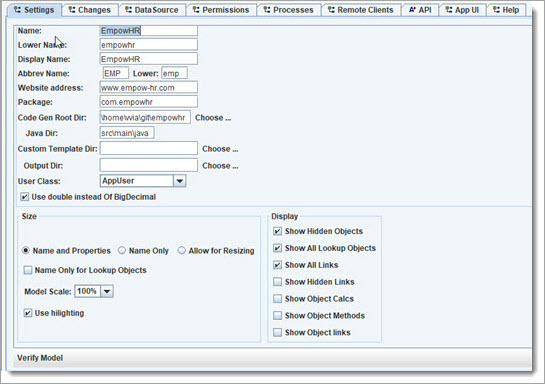 Settings Changes DataSource Permissions Processes Remote Clients API App UI Help
Name: EmpowHR
Lower Name: empowhr
Display Name: EmpowHR
Abbrev Name: EMP Lower: emp
Website address: www.empow-hr.com
Package: com.empowhr
Code Gen Root Dir: \home\via\git\empowhr Choose ...
Java Dir: src\main\java
Custom Template Dir: Choose ...
Output Dir: Choose ...
User Class: AppUser
Use double instead Of BigDecimal
Size Display
Show Hidden Objects
Name and Properties Name Only Allow for Resizing Show All Lookup Objects
Show All Links
Name Only for Lookup Objects Show Hidden Links
Model Scale: 100% Show Object Calcs
Use hilighting Show Object Methods
Show Object links
Verify Model